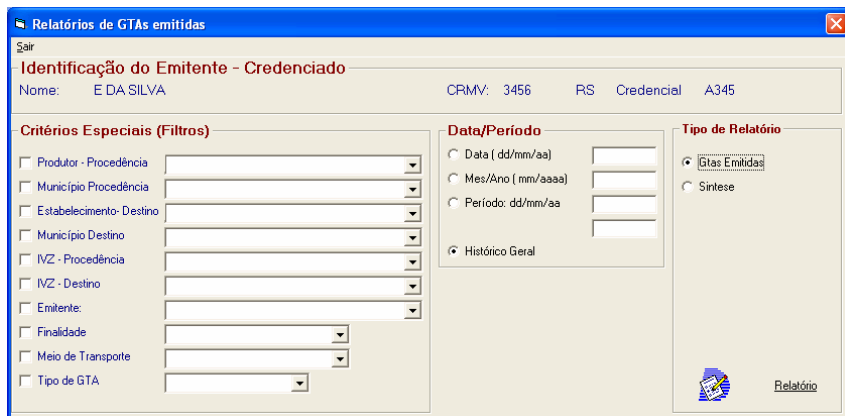 Relatórios de GTAs emitidas
Sair
Identificação do Emitente - Credenciado
Nome: E DA SILVA CRMV: 3456 RS Credencial A345
Critérios Especiais (Filtros)
Produtor - Procedência
Município Procedência
Estabelecimento- Destino
Município Destino
IVZ - Procedência
IVZ - Destino
Emitente:
Finalidade
Meio de Transporte
Tipo de GTA
Data/Período
Data ( dd/mm/aa)
Mes/Ano ( mm/aaaa)
Período: dd/mm/aa
Histórico Geral
Tipo de Relatório
Gtas Emitidas
Sintese
Relatório